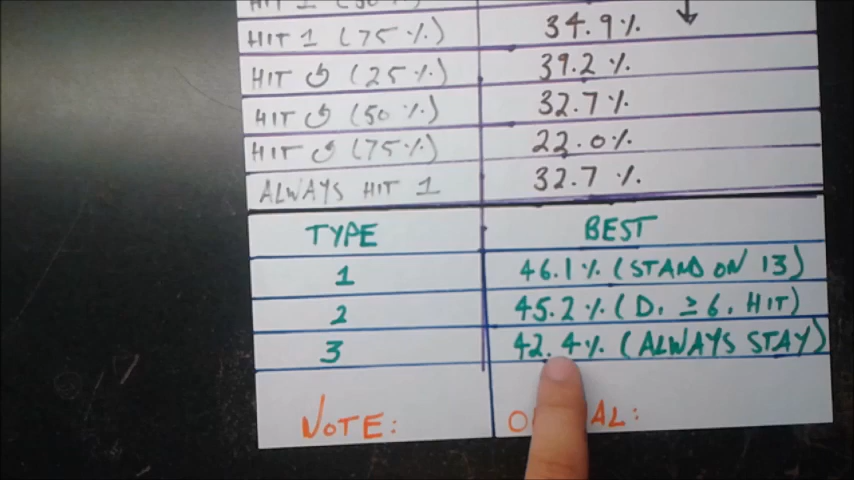 HIT 1 (75%) 34.9% ↓
HIT ↺ (25%) 39.2%
HIT ↺ (50%) 32.7%
HIT ↺ (75%) 22.0%
ALWAYS HIT 1 32.7%
TYPE BEST
1 46.1% (STAND ON 13)
2 45.2% (D. ≥ 6, HIT)
3 42.4% (ALWAYS STAY)
NOTE: